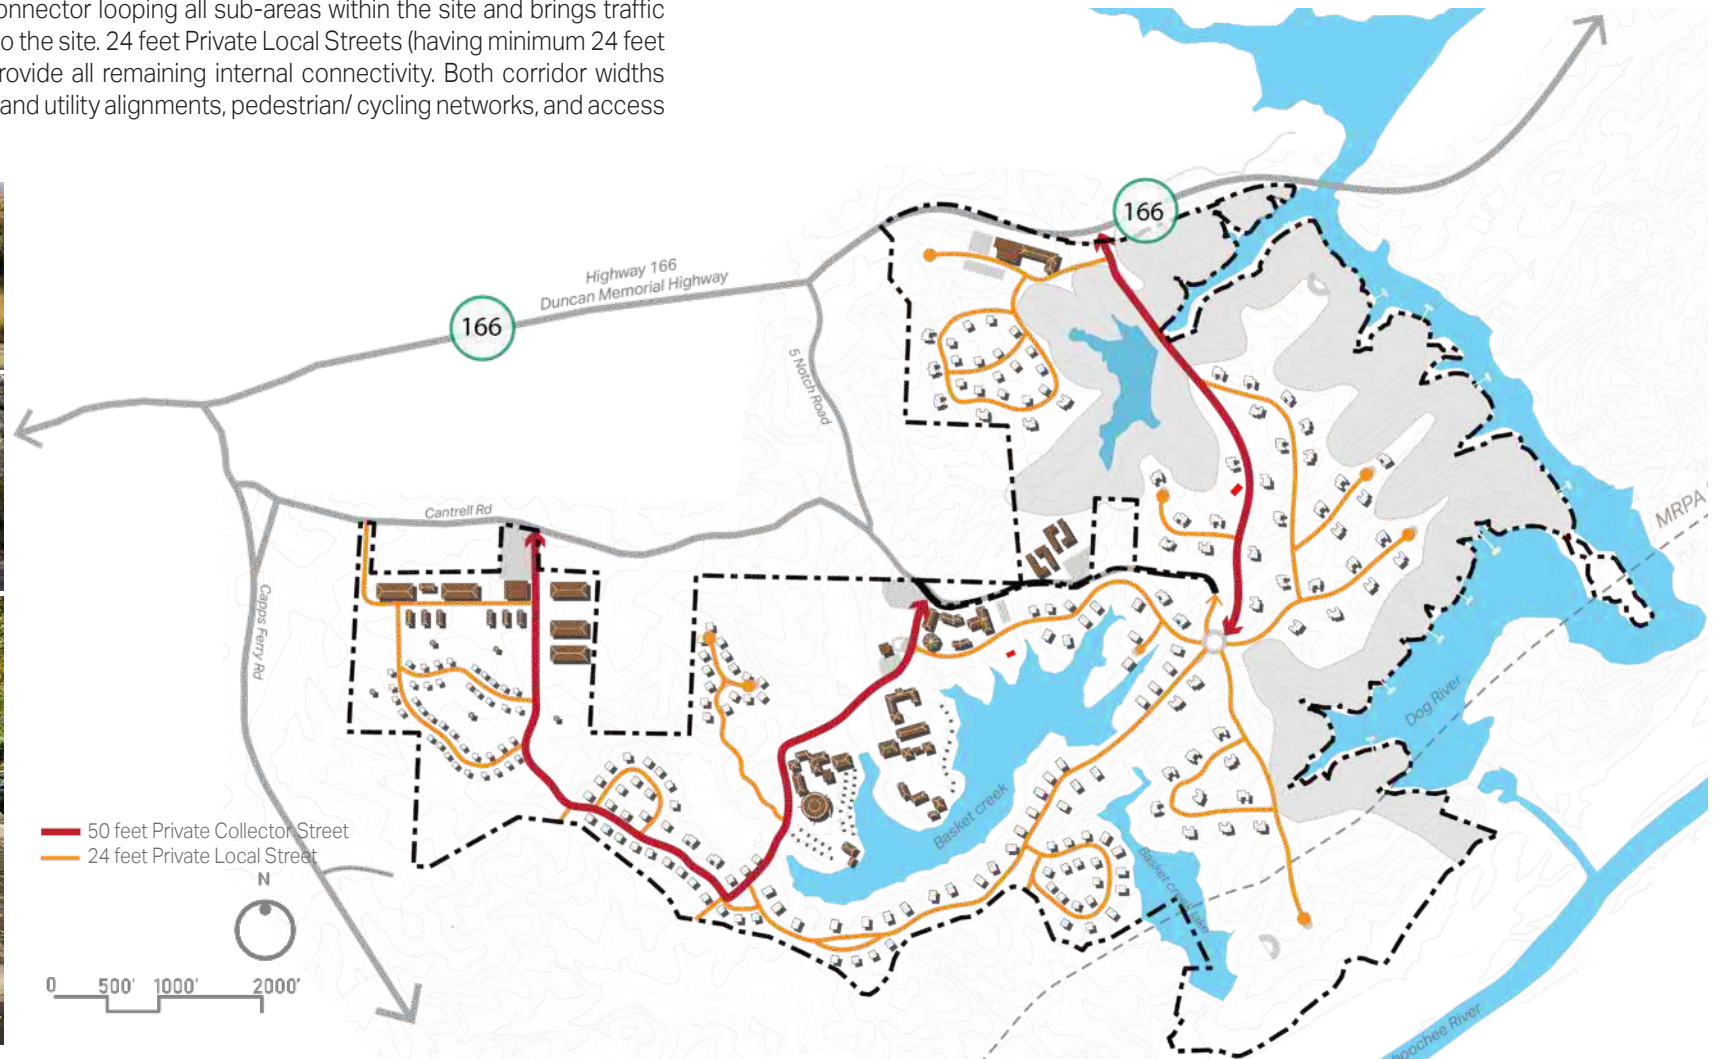 onnector looping all sub-areas within the site and brings traffic
o the site. 24 feet Private Local Streets (having minimum 24 feet
rovide all remaining internal connectivity. Both corridor widths
and utility alignments, pedestrian/ cycling networks, and access
166
Highway 166
Duncan Memorial Highway
166
5 Notch Road
Cantrell Rd
MRPA
Capps Ferry Rd
Dog River
Basket creek
Basket creek lake
50 feet Private Collector Street
24 feet Private Local Street
N
0 500' 1000' 2000'
hoochee River